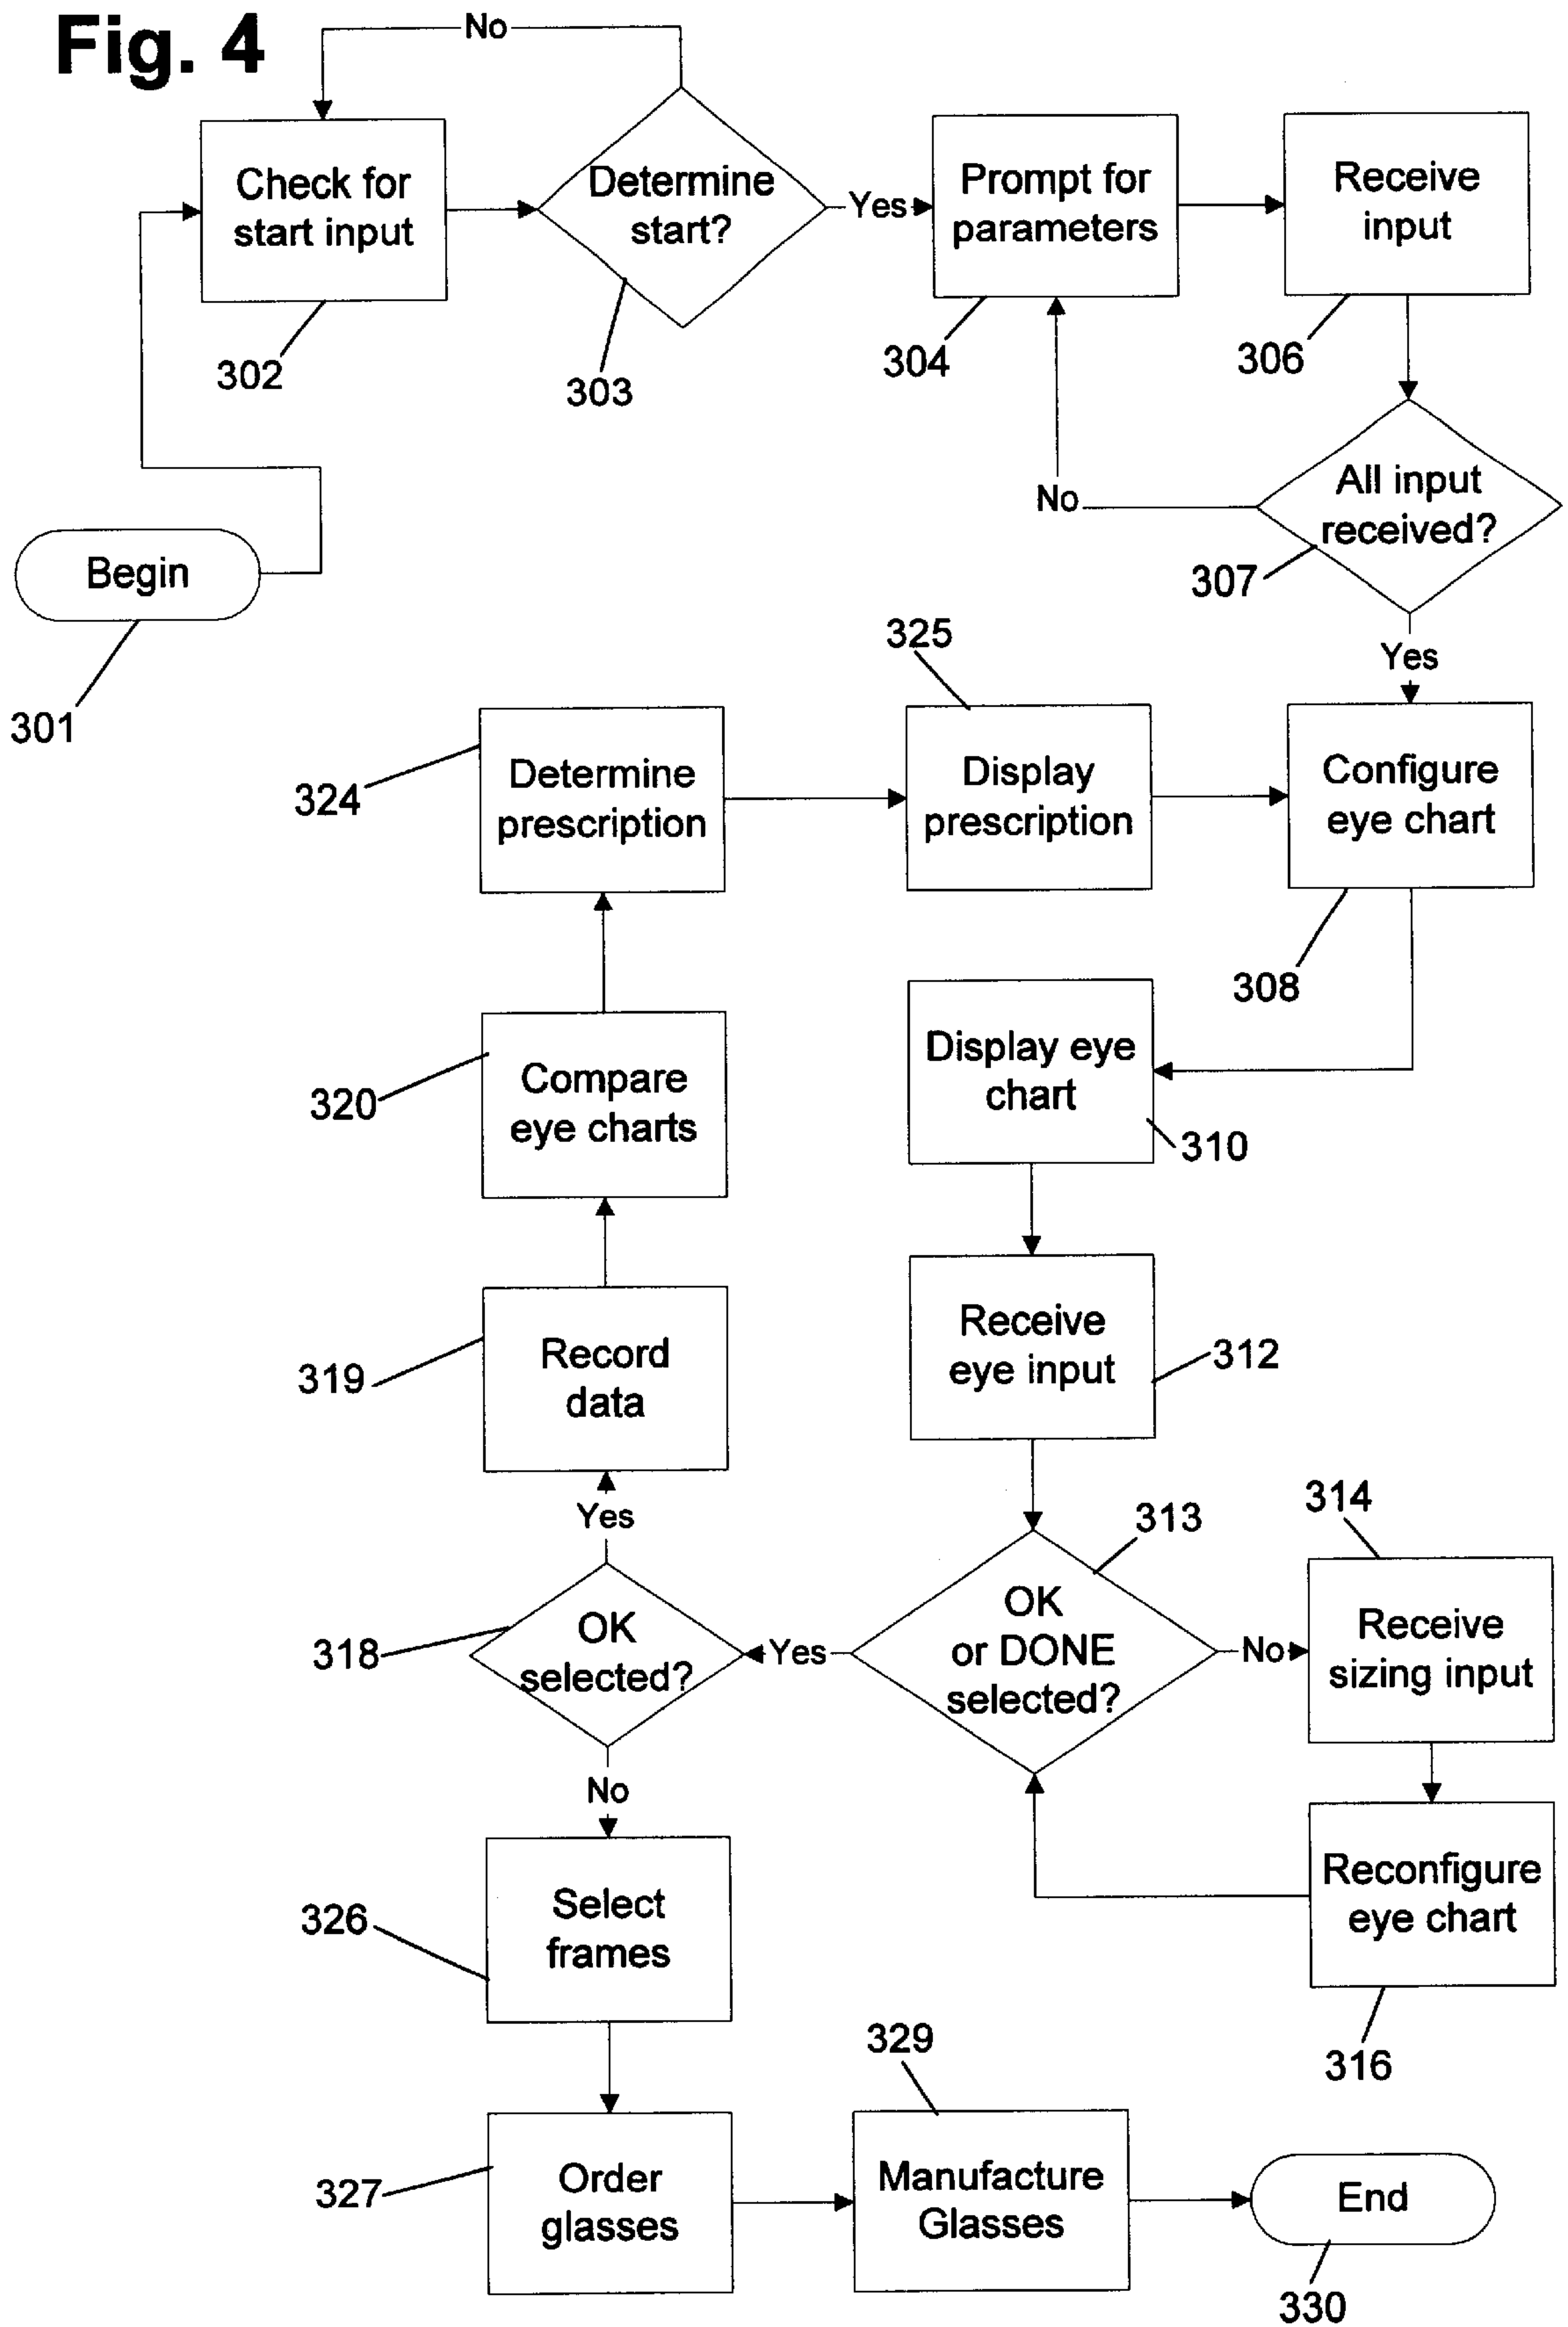 Fig. 4
No
Check for
start input
302
Determine
start?
303
Yes
Prompt for
parameters
304
Receive
input
306
All input
received?
307
No
Yes
Begin
301
325
324
Determine
prescription
Display
prescription
Configure
eye chart
308
Display eye
chart
310
320
Compare
eye charts
Receive
eye input
312
319
Record
data
Yes
313
314
318
OK
selected?
Yes
OK
or DONE
selected?
No
Receive
sizing input
No
Reconfigure
eye chart
316
326
Select
frames
329
327
Order
glasses
Manufacture
Glasses
End
330